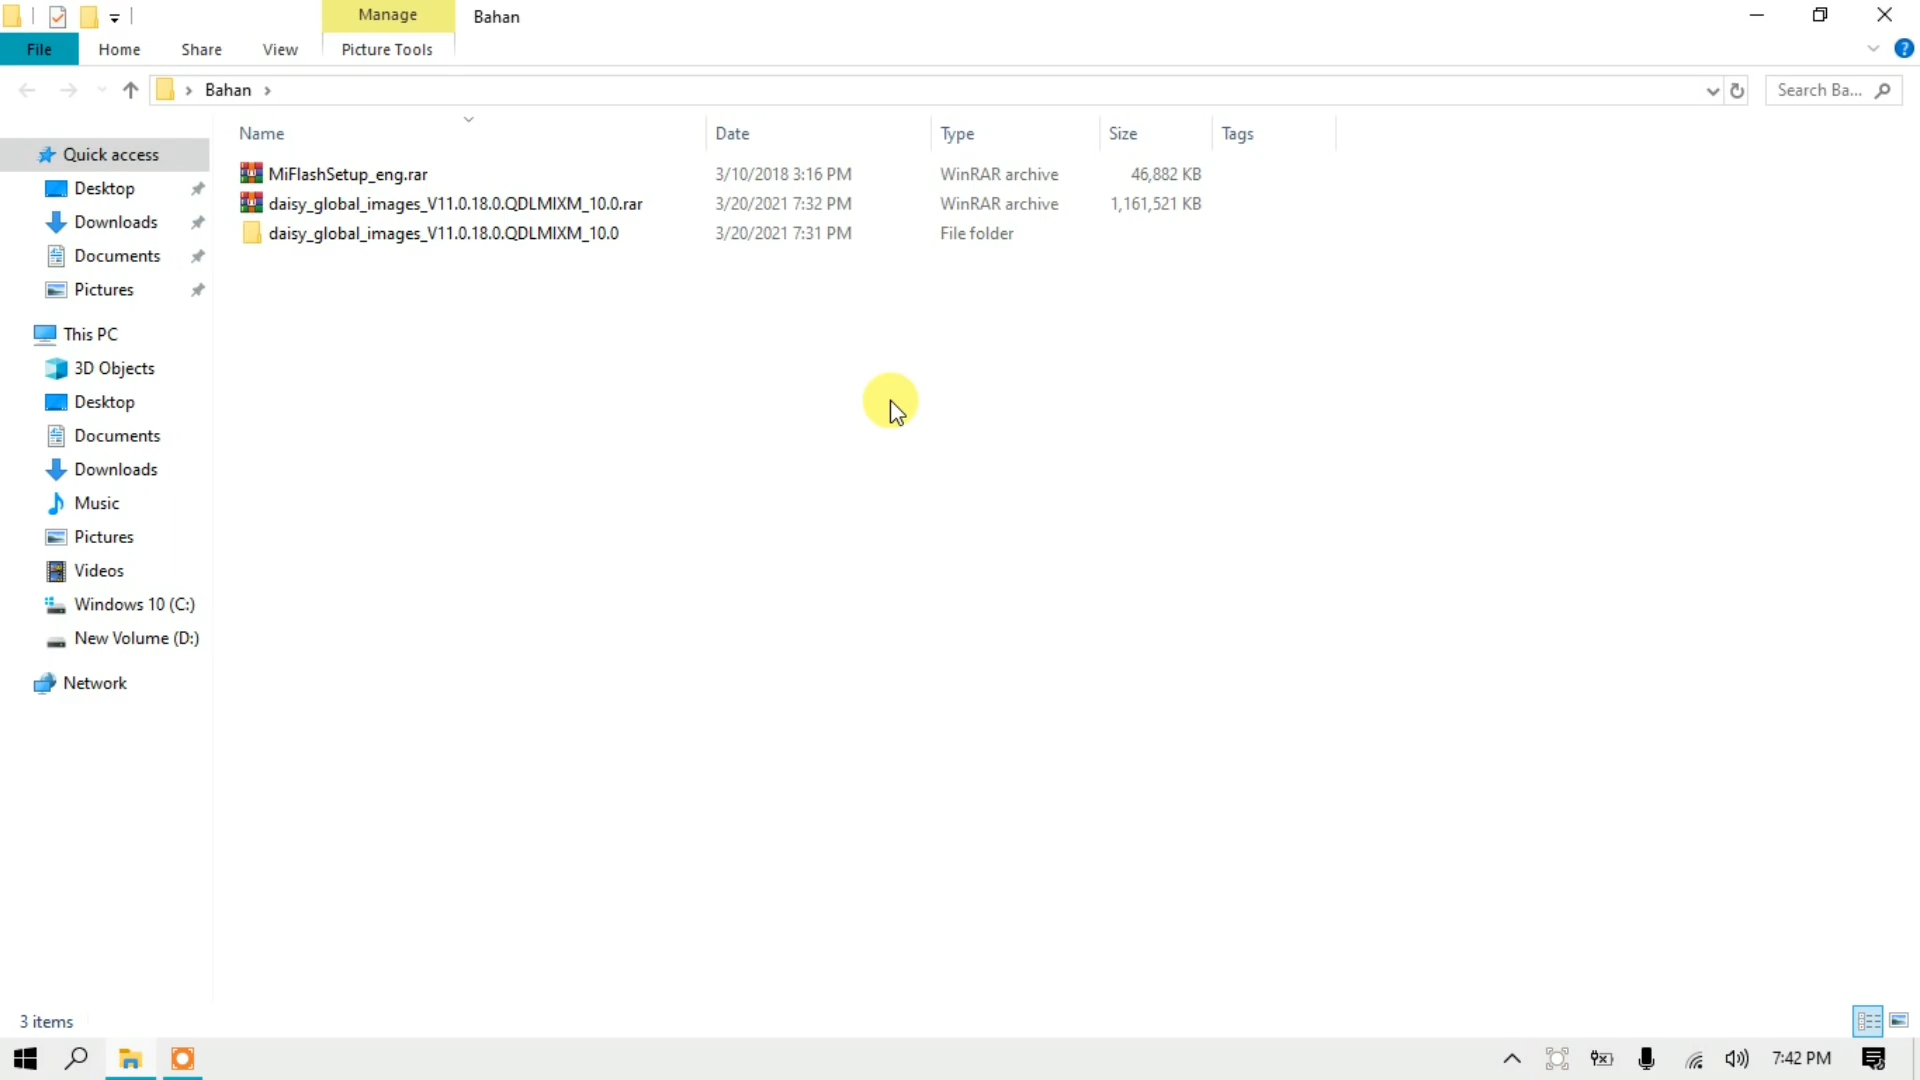 Manage Bahan
File Home Share View Picture Tools
Bahan Search Ba...
Name Date Type Size Tags
MiFlashSetup_eng.rar 3/10/2018 3:16 PM WinRAR archive 46,882 KB
daisy_global_images_V11.0.18.0.QDLMIXM_10.0.rar 3/20/2021 7:32 PM WinRAR archive 1,161,521 KB
daisy_global_images_V11.0.18.0.QDLMIXM_10.0 3/20/2021 7:31 PM File folder
Quick access
Desktop
Downloads
Documents
Pictures
This PC
3D Objects
Desktop
Documents
Downloads
Music
Pictures
Videos
Windows 10 (C:)
New Volume (D:)
Network
3 items
7:42 PM